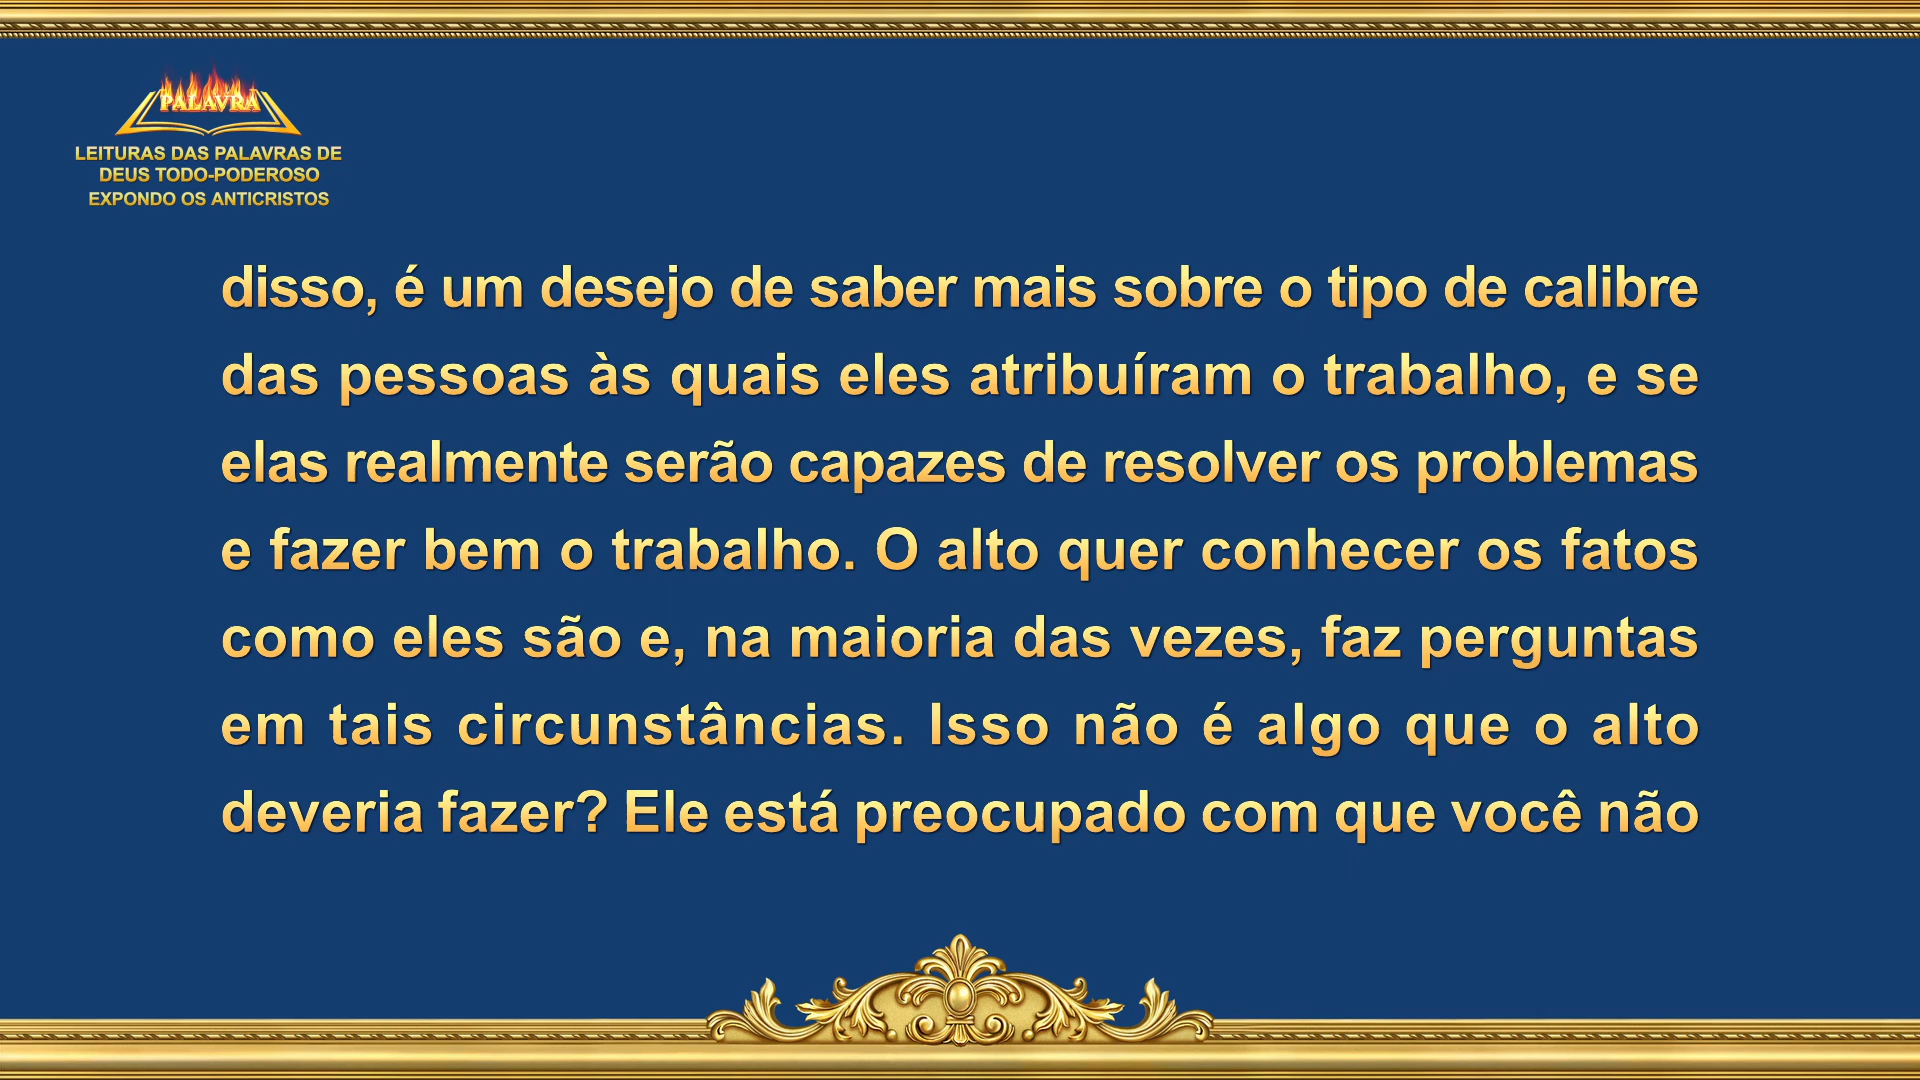 PALAVRA
LEITURAS DAS PALAVRAS DE
DEUS TODO-PODEROSO
EXPONDO OS ANTICRISTOS
disso, é um desejo de saber mais sobre o tipo de calibre
das pessoas às quais eles atribuíram o trabalho, e se
elas realmente serão capazes de resolver os problemas
e fazer bem o trabalho. O alto quer conhecer os fatos
como eles são e, na maioria das vezes, faz perguntas
em tais circunstâncias. Isso não é algo que o alto
deveria fazer? Ele está preocupado com que você não